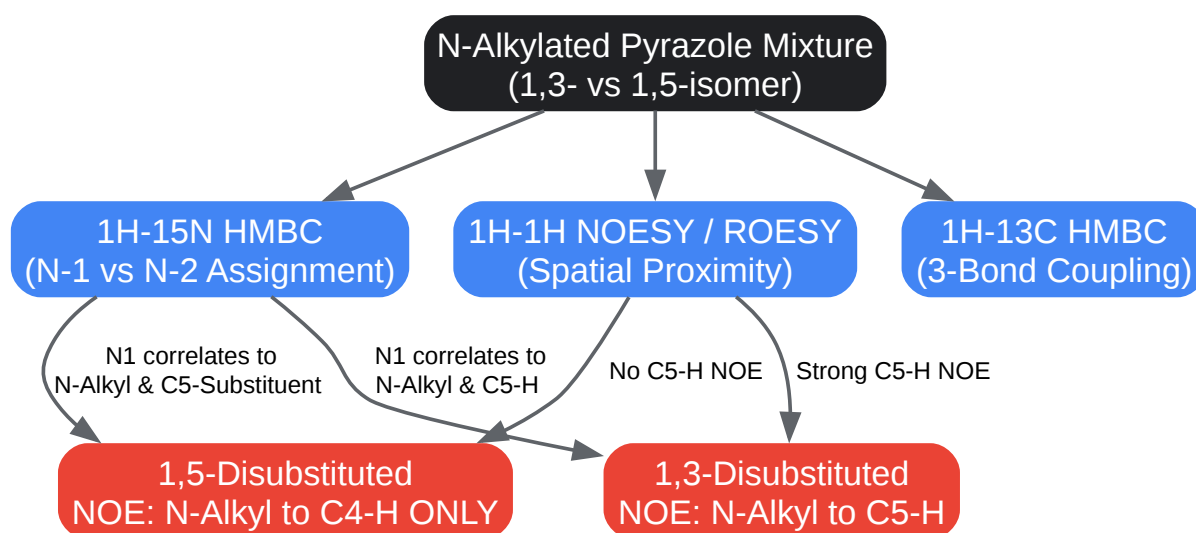 N-Alkylated Pyrazole Mixture
(1,3- vs 1,5-isomer)
1H-15N HMBC
(N-1 vs N-2 Assignment)
1H-1H NOESY / ROESY
(Spatial Proximity)
1H-13C HMBC
(3-Bond Coupling)
N1 correlates to
N-Alkyl & C5-Substituent
N1 correlates to
N-Alkyl & C5-H
No C5-H NOE
Strong C5-H NOE
1,5-Disubstituted
NOE: N-Alkyl to C4-H ONLY
1,3-Disubstituted
NOE: N-Alkyl to C5-H